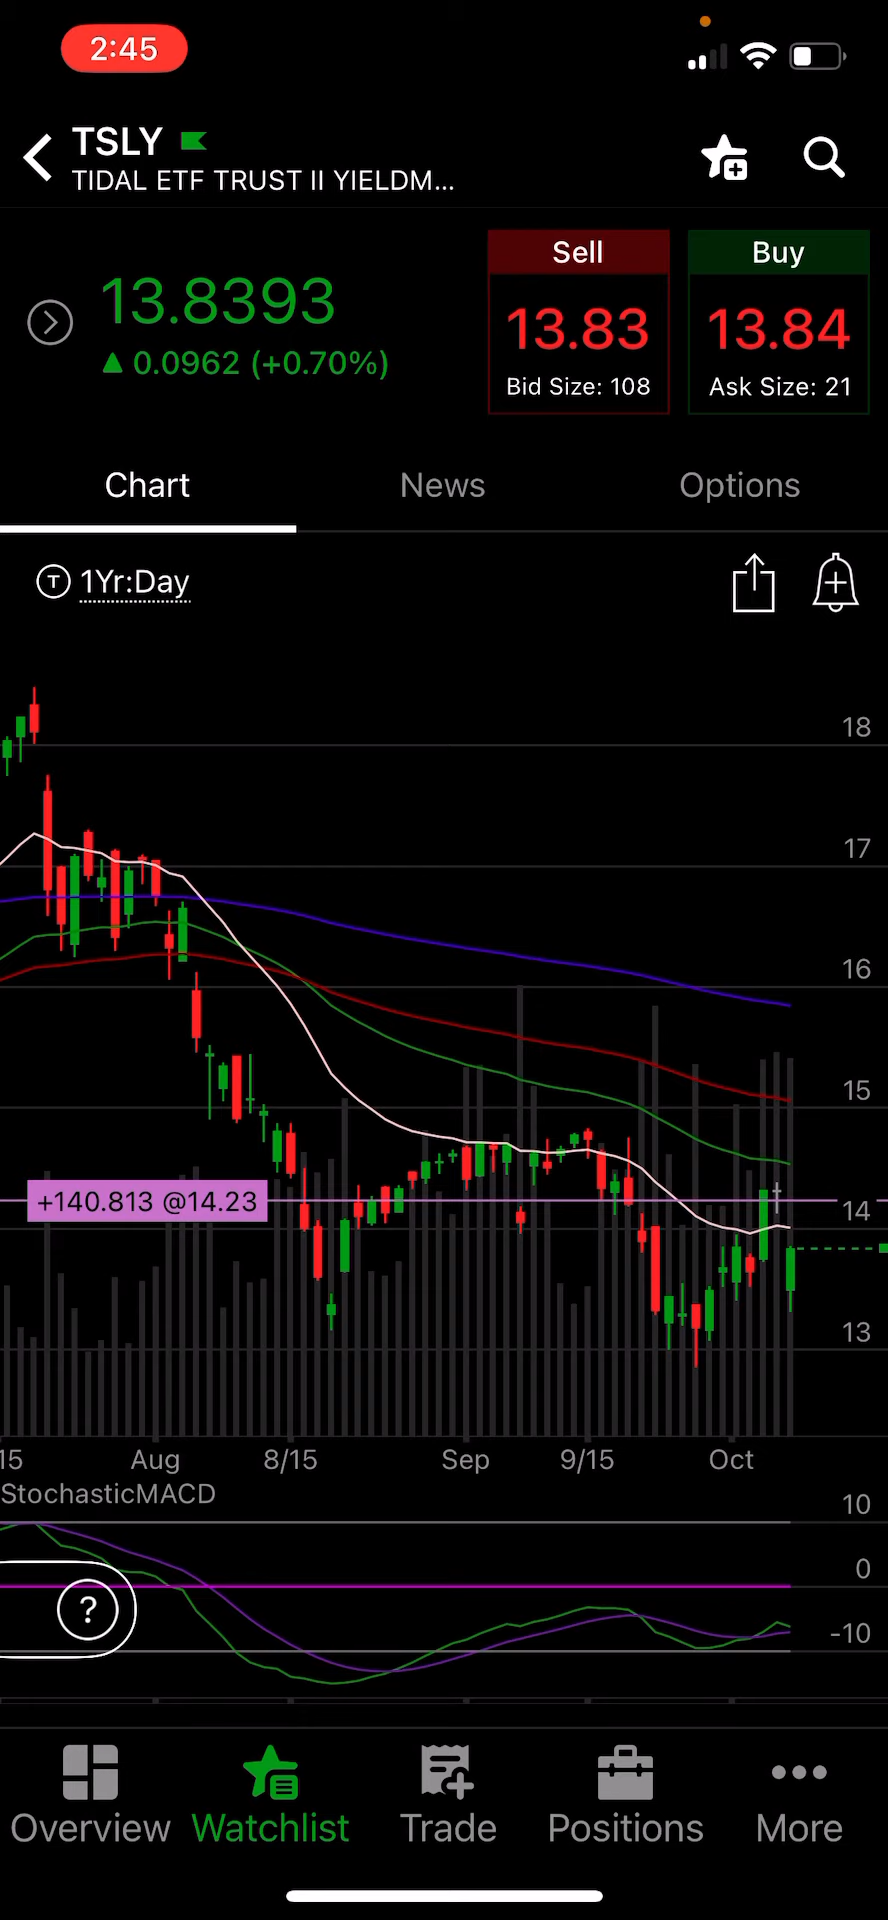 2:45
TSLY
TIDAL ETF TRUST II YIELDM...
13.8393
▲ 0.0962 (+0.70%)
Sell
13.83
Bid Size: 108
Buy
13.84
Ask Size: 21
Chart
News
Options
T 1Yr:Day
18
17
16
15
14
13
+140.813 @14.23
15
Aug
8/15
Sep
9/15
Oct
StochasticMACD
10
0
-10
?
Overview
Watchlist
Trade
Positions
More